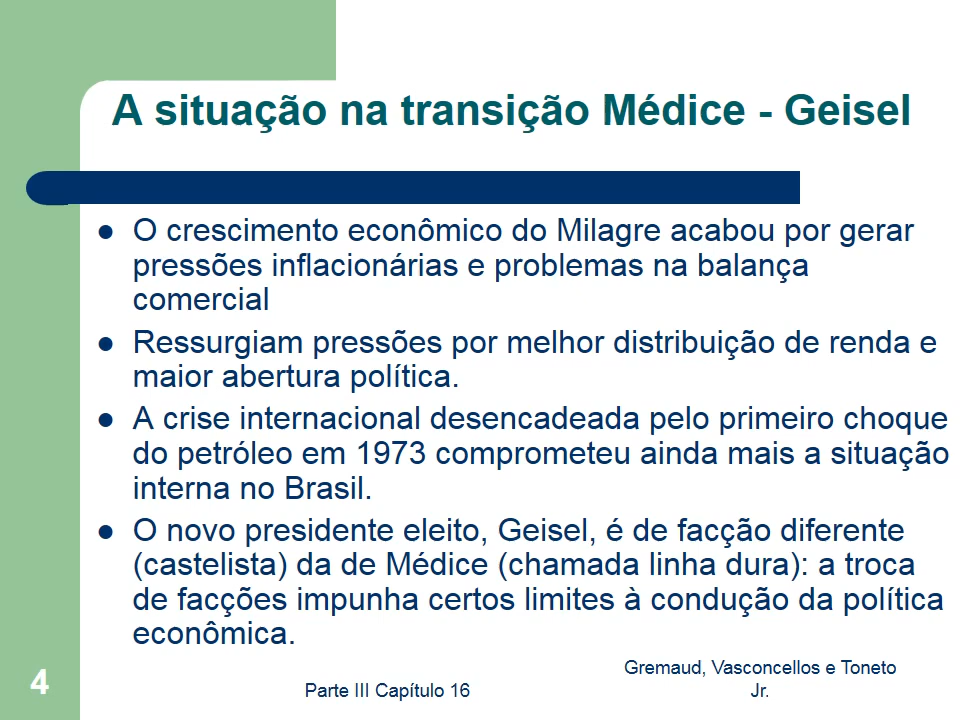 A situação na transição Médice - Geisel
O crescimento econômico do Milagre acabou por gerar
pressões inflacionárias e problemas na balança
comercial
Ressurgiam pressões por melhor distribuição de renda e
maior abertura política.
A crise internacional desencadeada pelo primeiro choque
do petróleo em 1973 comprometeu ainda mais a situação
interna no Brasil.
O novo presidente eleito, Geisel, é de facção diferente
(castelista) da de Médice (chamada linha dura): a troca
de facções impunha certos limites à condução da política
econômica.
4
Parte III Capítulo 16
Gremaud, Vasconcellos e Toneto
Jr.